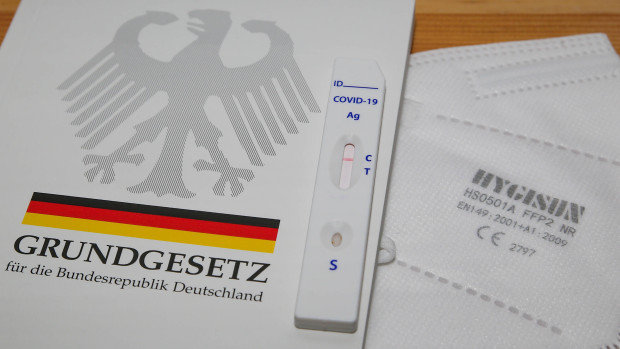 GRUNDGESETZ
für die Bundesrepublik Deutschland
ID
COVID-19
Ag
C
T
S
HYGISUN
HS0501A FFP2 NR
EN149:2001+A1:2009
CE 2797